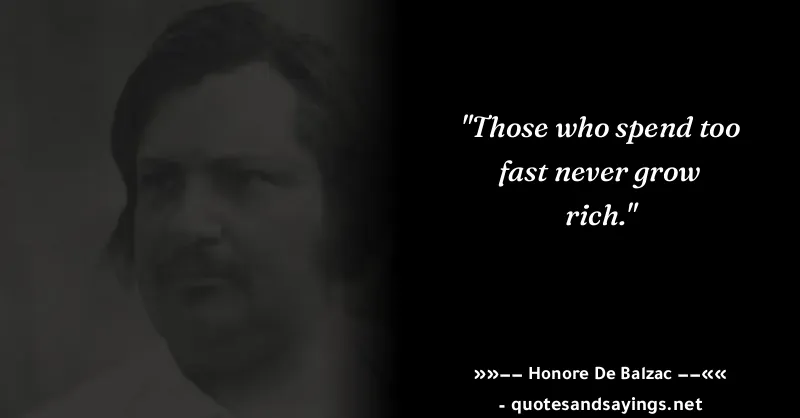 "Those who spend too
fast never grow
rich."
»»–– Honore De Balzac ––««
- quotesandsayings.net